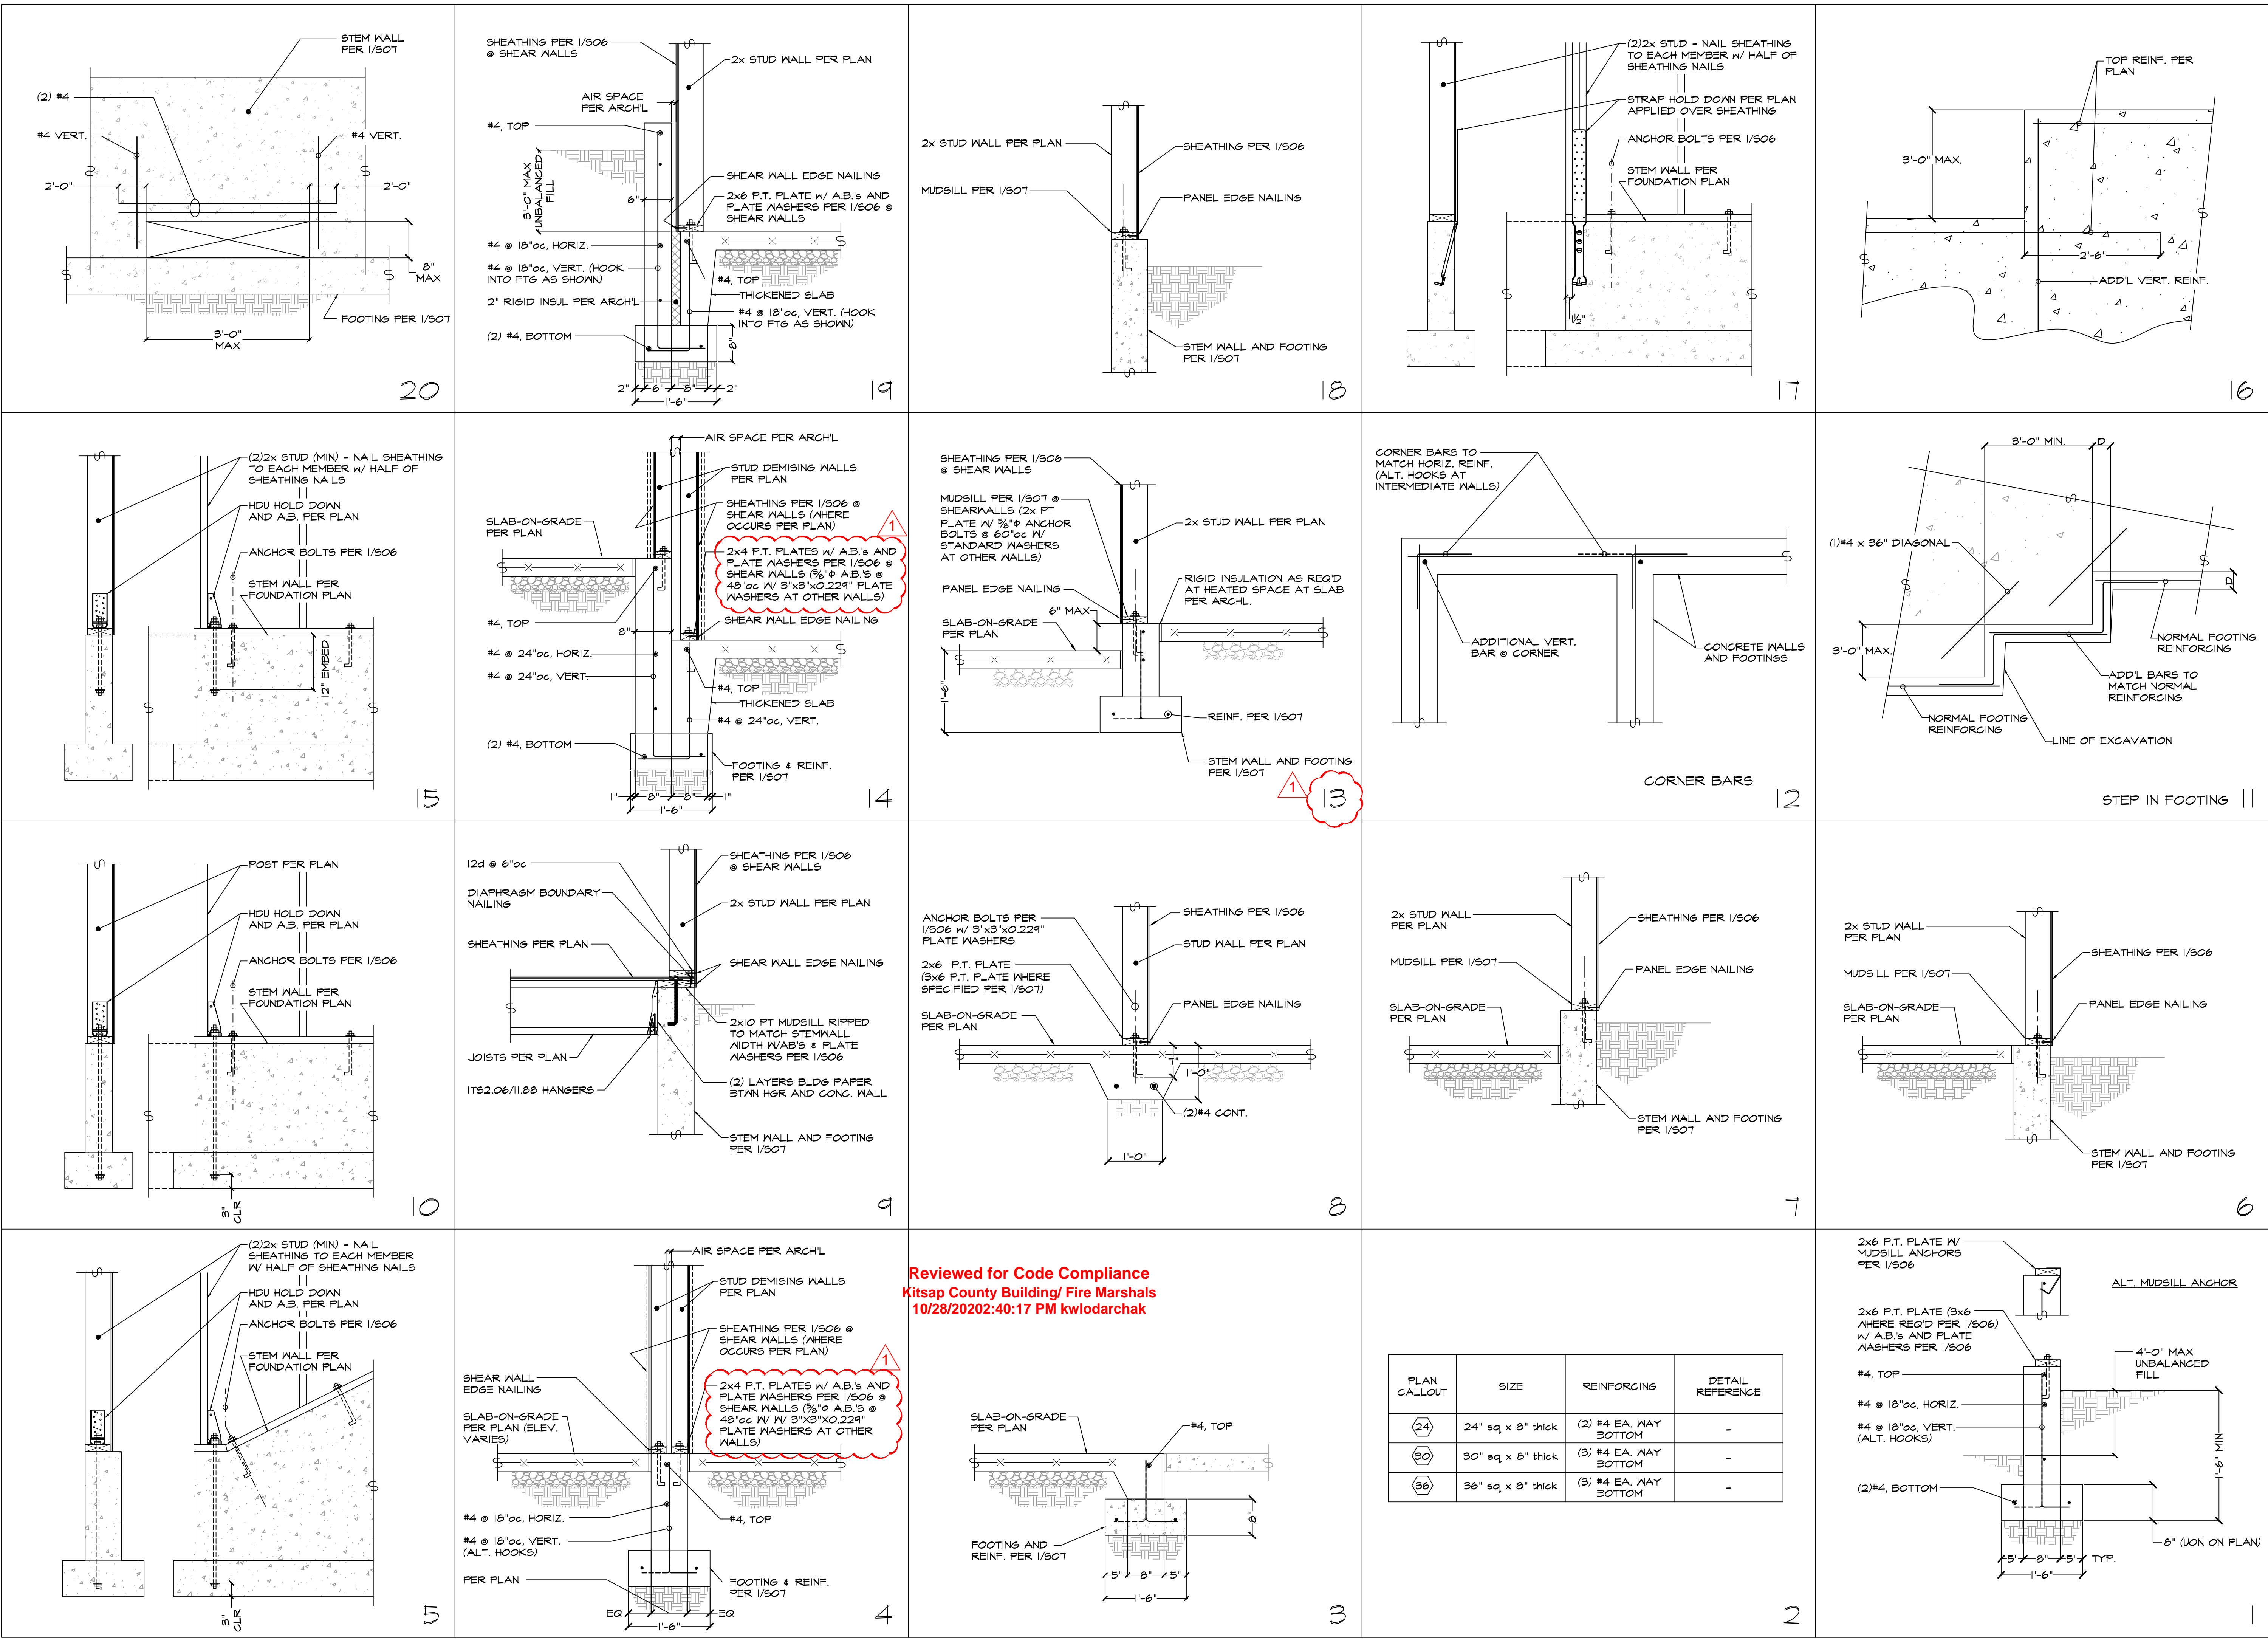 STEM WALL
PER 1/S07
(2) #4
#4 VERT.
#4 VERT.
2'-0"
2'-0"
8"
MAX
FOOTING PER 1/S07
3'-0"
MAX
20
SHEATHING PER 1/S06
@ SHEAR WALLS
2x STUD WALL PER PLAN
AIR SPACE
PER ARCH'L
#4, TOP
3'-0" MAX
UNBALANCED
FILL
6"
SHEAR WALL EDGE NAILING
2x6 P.T. PLATE w/ A.B.'s AND
PLATE WASHERS PER 1/S06 @
SHEAR WALLS
#4 @ 18"oc, HORIZ.
#4 @ 18"oc, VERT. (HOOK
INTO FTG AS SHOWN)
2" RIGID INSUL PER ARCH'L
#4, TOP
THICKENED SLAB
#4 @ 18"oc, VERT. (HOOK
INTO FTG AS SHOWN)
(2) #4, BOTTOM
8"
2" 6" 8" 2"
1'-6"
19
2x STUD WALL PER PLAN
SHEATHING PER 1/S06
MUDSILL PER 1/S07
PANEL EDGE NAILING
STEM WALL AND FOOTING
PER 1/S07
18
(2)2x STUD - NAIL SHEATHING
TO EACH MEMBER w/ HALF OF
SHEATHING NAILS
STRAP HOLD DOWN PER PLAN
APPLIED OVER SHEATHING
ANCHOR BOLTS PER 1/S06
STEM WALL PER
FOUNDATION PLAN
1/2"
17
TOP REINF. PER
PLAN
3'-0" MAX.
2'-6"
ADD'L VERT. REINF.
16
(2)2x STUD (MIN) - NAIL SHEATHING
TO EACH MEMBER w/ HALF OF
SHEATHING NAILS
HDU HOLD DOWN
AND A.B. PER PLAN
ANCHOR BOLTS PER 1/S06
STEM WALL PER
FOUNDATION PLAN
12" EMBED
15
AIR SPACE PER ARCH'L
STUD DEMISING WALLS
PER PLAN
SHEATHING PER 1/S06 @
SHEAR WALLS (WHERE
OCCURS PER PLAN)
1
SLAB-ON-GRADE
PER PLAN
2x4 P.T. PLATES w/ A.B.'s AND
PLATE WASHERS PER 1/S06 @
SHEAR WALLS (5/8"Φ A.B.'S @
48"oc W/ 3"x3"x0.229" PLATE
WASHERS AT OTHER WALLS)
SHEAR WALL EDGE NAILING
#4, TOP
8"
#4 @ 24"oc, HORIZ.
#4 @ 24"oc, VERT.
#4, TOP
THICKENED SLAB
#4 @ 24"oc, VERT.
(2) #4, BOTTOM
FOOTING & REINF.
PER 1/S07
1" 8" 8" 1"
1'-6"
14
SHEATHING PER 1/S06
@ SHEAR WALLS
MUDSILL PER 1/S07 @
SHEARWALLS (2x PT
PLATE W/ 5/8"Φ ANCHOR
BOLTS @ 60"oc W/
STANDARD WASHERS
AT OTHER WALLS)
2x STUD WALL PER PLAN
PANEL EDGE NAILING
RIGID INSULATION AS REQ'D
AT HEATED SPACE AT SLAB
PER ARCHL.
6" MAX
SLAB-ON-GRADE
PER PLAN
1'-6"
REINF. PER 1/S07
STEM WALL AND FOOTING
PER 1/S07
1
13
CORNER BARS TO
MATCH HORIZ. REINF.
(ALT. HOOKS AT
INTERMEDIATE WALLS)
ADDITIONAL VERT.
BAR @ CORNER
CONCRETE WALLS
AND FOOTINGS
CORNER BARS
12
3'-0" MIN.
D
(1)#4 x 36" DIAGONAL
D
3'-0" MAX.
NORMAL FOOTING
REINFORCING
ADD'L BARS TO
MATCH NORMAL
REINFORCING
NORMAL FOOTING
REINFORCING
LINE OF EXCAVATION
STEP IN FOOTING
11
POST PER PLAN
HDU HOLD DOWN
AND A.B. PER PLAN
ANCHOR BOLTS PER 1/S06
STEM WALL PER
FOUNDATION PLAN
3"
CLR
10
12d @ 6"oc
SHEATHING PER 1/S06
@ SHEAR WALLS
DIAPHRAGM BOUNDARY
NAILING
2x STUD WALL PER PLAN
SHEATHING PER PLAN
SHEAR WALL EDGE NAILING
2x10 PT MUDSILL RIPPED
TO MATCH STEMWALL
WIDTH W/AB'S & PLATE
WASHERS PER 1/S06
JOISTS PER PLAN
ITS2.06/11.88 HANGERS
(2) LAYERS BLDG PAPER
BTWN HGR AND CONC. WALL
STEM WALL AND FOOTING
PER 1/S07
9
ANCHOR BOLTS PER
1/S06 w/ 3"x3"x0.229"
PLATE WASHERS
SHEATHING PER 1/S06
STUD WALL PER PLAN
2x6 P.T. PLATE
(3x6 P.T. PLATE WHERE
SPECIFIED PER 1/S07)
PANEL EDGE NAILING
SLAB-ON-GRADE
PER PLAN
7"
1'-0"
(2)#4 CONT.
1'-0"
8
2x STUD WALL
PER PLAN
SHEATHING PER 1/S06
MUDSILL PER 1/S07
PANEL EDGE NAILING
SLAB-ON-GRADE
PER PLAN
STEM WALL AND FOOTING
PER 1/S07
7
2x STUD WALL
PER PLAN
SHEATHING PER 1/S06
MUDSILL PER 1/S07
SLAB-ON-GRADE
PER PLAN
PANEL EDGE NAILING
STEM WALL AND FOOTING
PER 1/S07
6
(2)2x STUD (MIN) - NAIL
SHEATHING TO EACH MEMBER
W/ HALF OF SHEATHING NAILS
HDU HOLD DOWN
AND A.B. PER PLAN
ANCHOR BOLTS PER 1/S06
STEM WALL PER
FOUNDATION PLAN
3"
CLR
5
AIR SPACE PER ARCH'L
STUD DEMISING WALLS
PER PLAN
SHEATHING PER 1/S06 @
SHEAR WALLS (WHERE
OCCURS PER PLAN)
1
SHEAR WALL
EDGE NAILING
2x4 P.T. PLATES w/ A.B.'s AND
PLATE WASHERS PER 1/S06 @
SHEAR WALLS (5/8"Φ A.B.'S @
48"oc W/ W/ 3"X3"X0.229"
PLATE WASHERS AT OTHER
WALLS)
SLAB-ON-GRADE
PER PLAN (ELEV.
VARIES)
#4 @ 18"oc, HORIZ.
#4, TOP
#4 @ 18"oc, VERT.
(ALT. HOOKS)
PER PLAN
FOOTING & REINF.
PER 1/S07
EQ
EQ
1'-6"
4
Reviewed for Code Compliance
Kitsap County Building/ Fire Marshals
10/28/20202:40:17 PM kwlodarchak
SLAB-ON-GRADE
PER PLAN
#4, TOP
FOOTING AND
REINF. PER 1/S07
8"
5" 8" 5"
1'-6"
3
PLAN CALLOUT SIZE REINFORCING DETAIL REFERENCE
24 24" sq x 8" thick (2) #4 EA. WAY BOTTOM -
30 30" sq x 8" thick (3) #4 EA. WAY BOTTOM -
36 36" sq x 8" thick (3) #4 EA. WAY BOTTOM -
2
2x6 P.T. PLATE W/
MUDSILL ANCHORS
PER 1/S06
ALT. MUDSILL ANCHOR
2x6 P.T. PLATE (3x6
WHERE REQ'D PER 1/S06)
w/ A.B.'s AND PLATE
WASHERS PER 1/S06
4'-0" MAX
UNBALANCED
FILL
#4, TOP
#4 @ 18"oc, HORIZ.
#4 @ 18"oc, VERT.
(ALT. HOOKS)
1'-6" MIN
(2)#4, BOTTOM
8" (UON ON PLAN)
5" 8" 5" TYP.
1'-6"
1